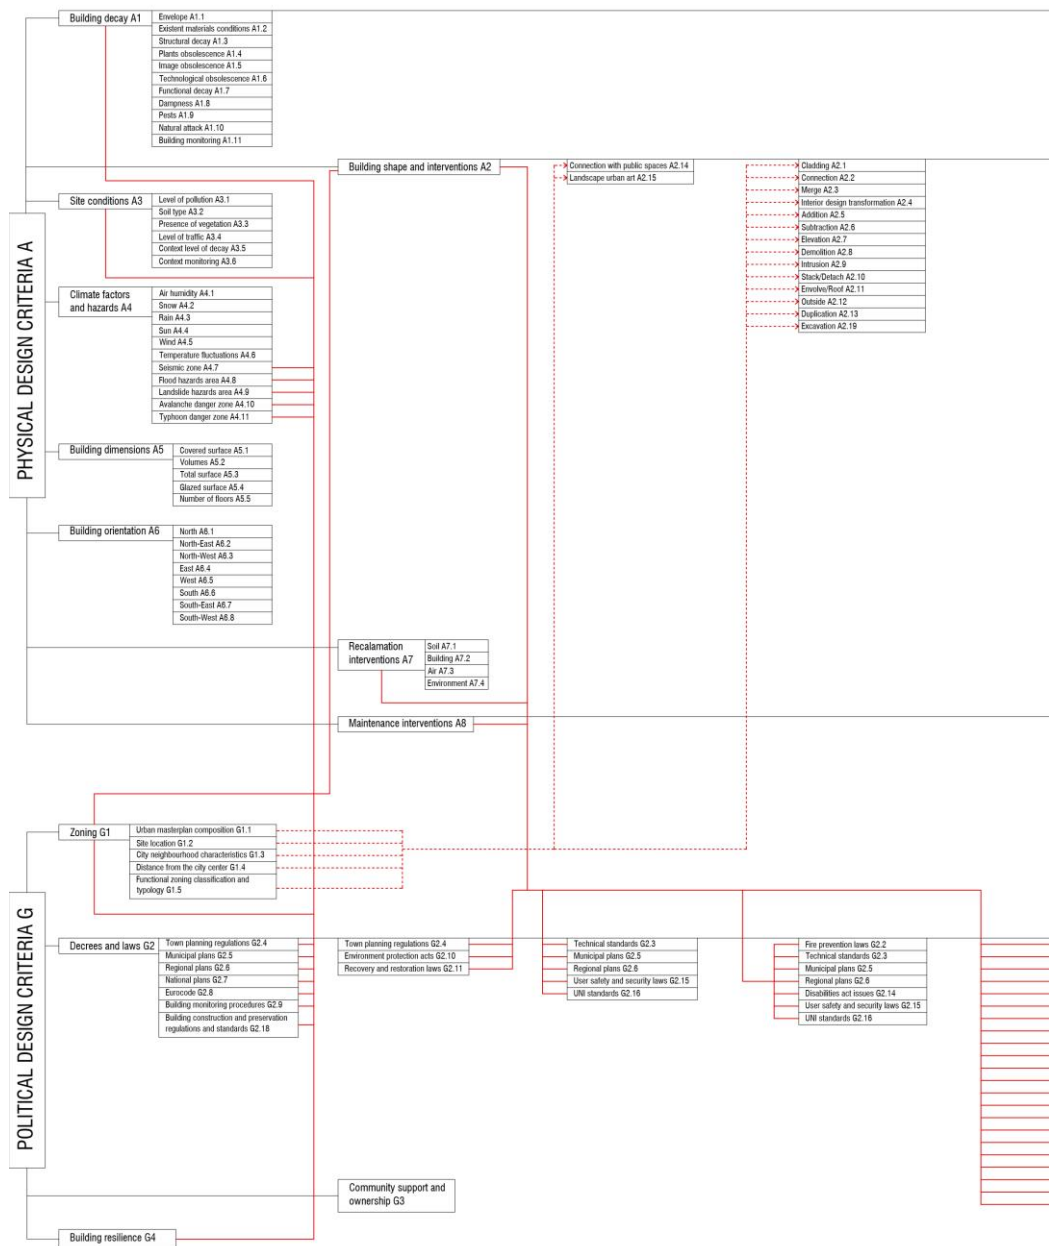 PHYSICAL DESIGN CRITERIA A
Building decay A1
Envelope A1.1
Existent materials conditions A1.2
Structural decay A1.3
Plants obsolescence A1.4
Image obsolescence A1.5
Technological obsolescence A1.6
Functional decay A1.7
Dampness A1.8
Pests A1.9
Natural attack A1.10
Building monitoring A1.11
Building shape and interventions A2
Connection with public spaces A2.14
Landscape urban art A2.15
Cladding A2.1
Connection A2.2
Merge A2.3
Interior design transformation A2.4
Addition A2.5
Subtraction A2.6
Elevation A2.7
Demolition A2.8
Intrusion A2.9
Stack/Detach A2.10
Envolve/Roof A2.11
Outside A2.12
Duplication A2.13
Excavation A2.19
Site conditions A3
Level of pollution A3.1
Soil type A3.2
Presence of vegetation A3.3
Level of traffic A3.4
Context level of decay A3.5
Context monitoring A3.6
Climate factors
and hazards A4
Air humidity A4.1
Snow A4.2
Rain A4.3
Sun A4.4
Wind A4.5
Temperature fluctuations A4.6
Seismic zone A4.7
Flood hazards area A4.8
Landslide hazards area A4.9
Avalanche danger zone A4.10
Typhoon danger zone A4.11
Building dimensions A5
Covered surface A5.1
Volumes A5.2
Total surface A5.3
Glazed surface A5.4
Number of floors A5.5
Building orientation A6
North A6.1
North-East A6.2
North-West A6.3
East A6.4
West A6.5
South A6.6
South-East A6.7
South-West A6.8
Recalamation
interventions A7
Soil A7.1
Building A7.2
Air A7.3
Environment A7.4
Maintenance interventions A8
POLITICAL DESIGN CRITERIA G
Zoning G1
Urban masterplan composition G1.1
Site location G1.2
City neighbourhood characteristics G1.3
Distance from the city center G1.4
Functional zoning classification and
typology G1.5
Decrees and laws G2
Town planning regulations G2.4
Municipal plans G2.5
Regional plans G2.6
National plans G2.7
Eurocode G2.8
Building monitoring procedures G2.9
Building construction and preservation
regulations and standards G2.18
Town planning regulations G2.4
Environment protection acts G2.10
Recovery and restoration laws G2.11
Technical standards G2.3
Municipal plans G2.5
Regional plans G2.6
User safety and security laws G2.15
UNI standards G2.16
Fire prevention laws G2.2
Technical standards G2.3
Municipal plans G2.5
Regional plans G2.6
Disabilities act issues G2.14
User safety and security laws G2.15
UNI standards G2.16
Community support and
ownership G3
Building resilience G4